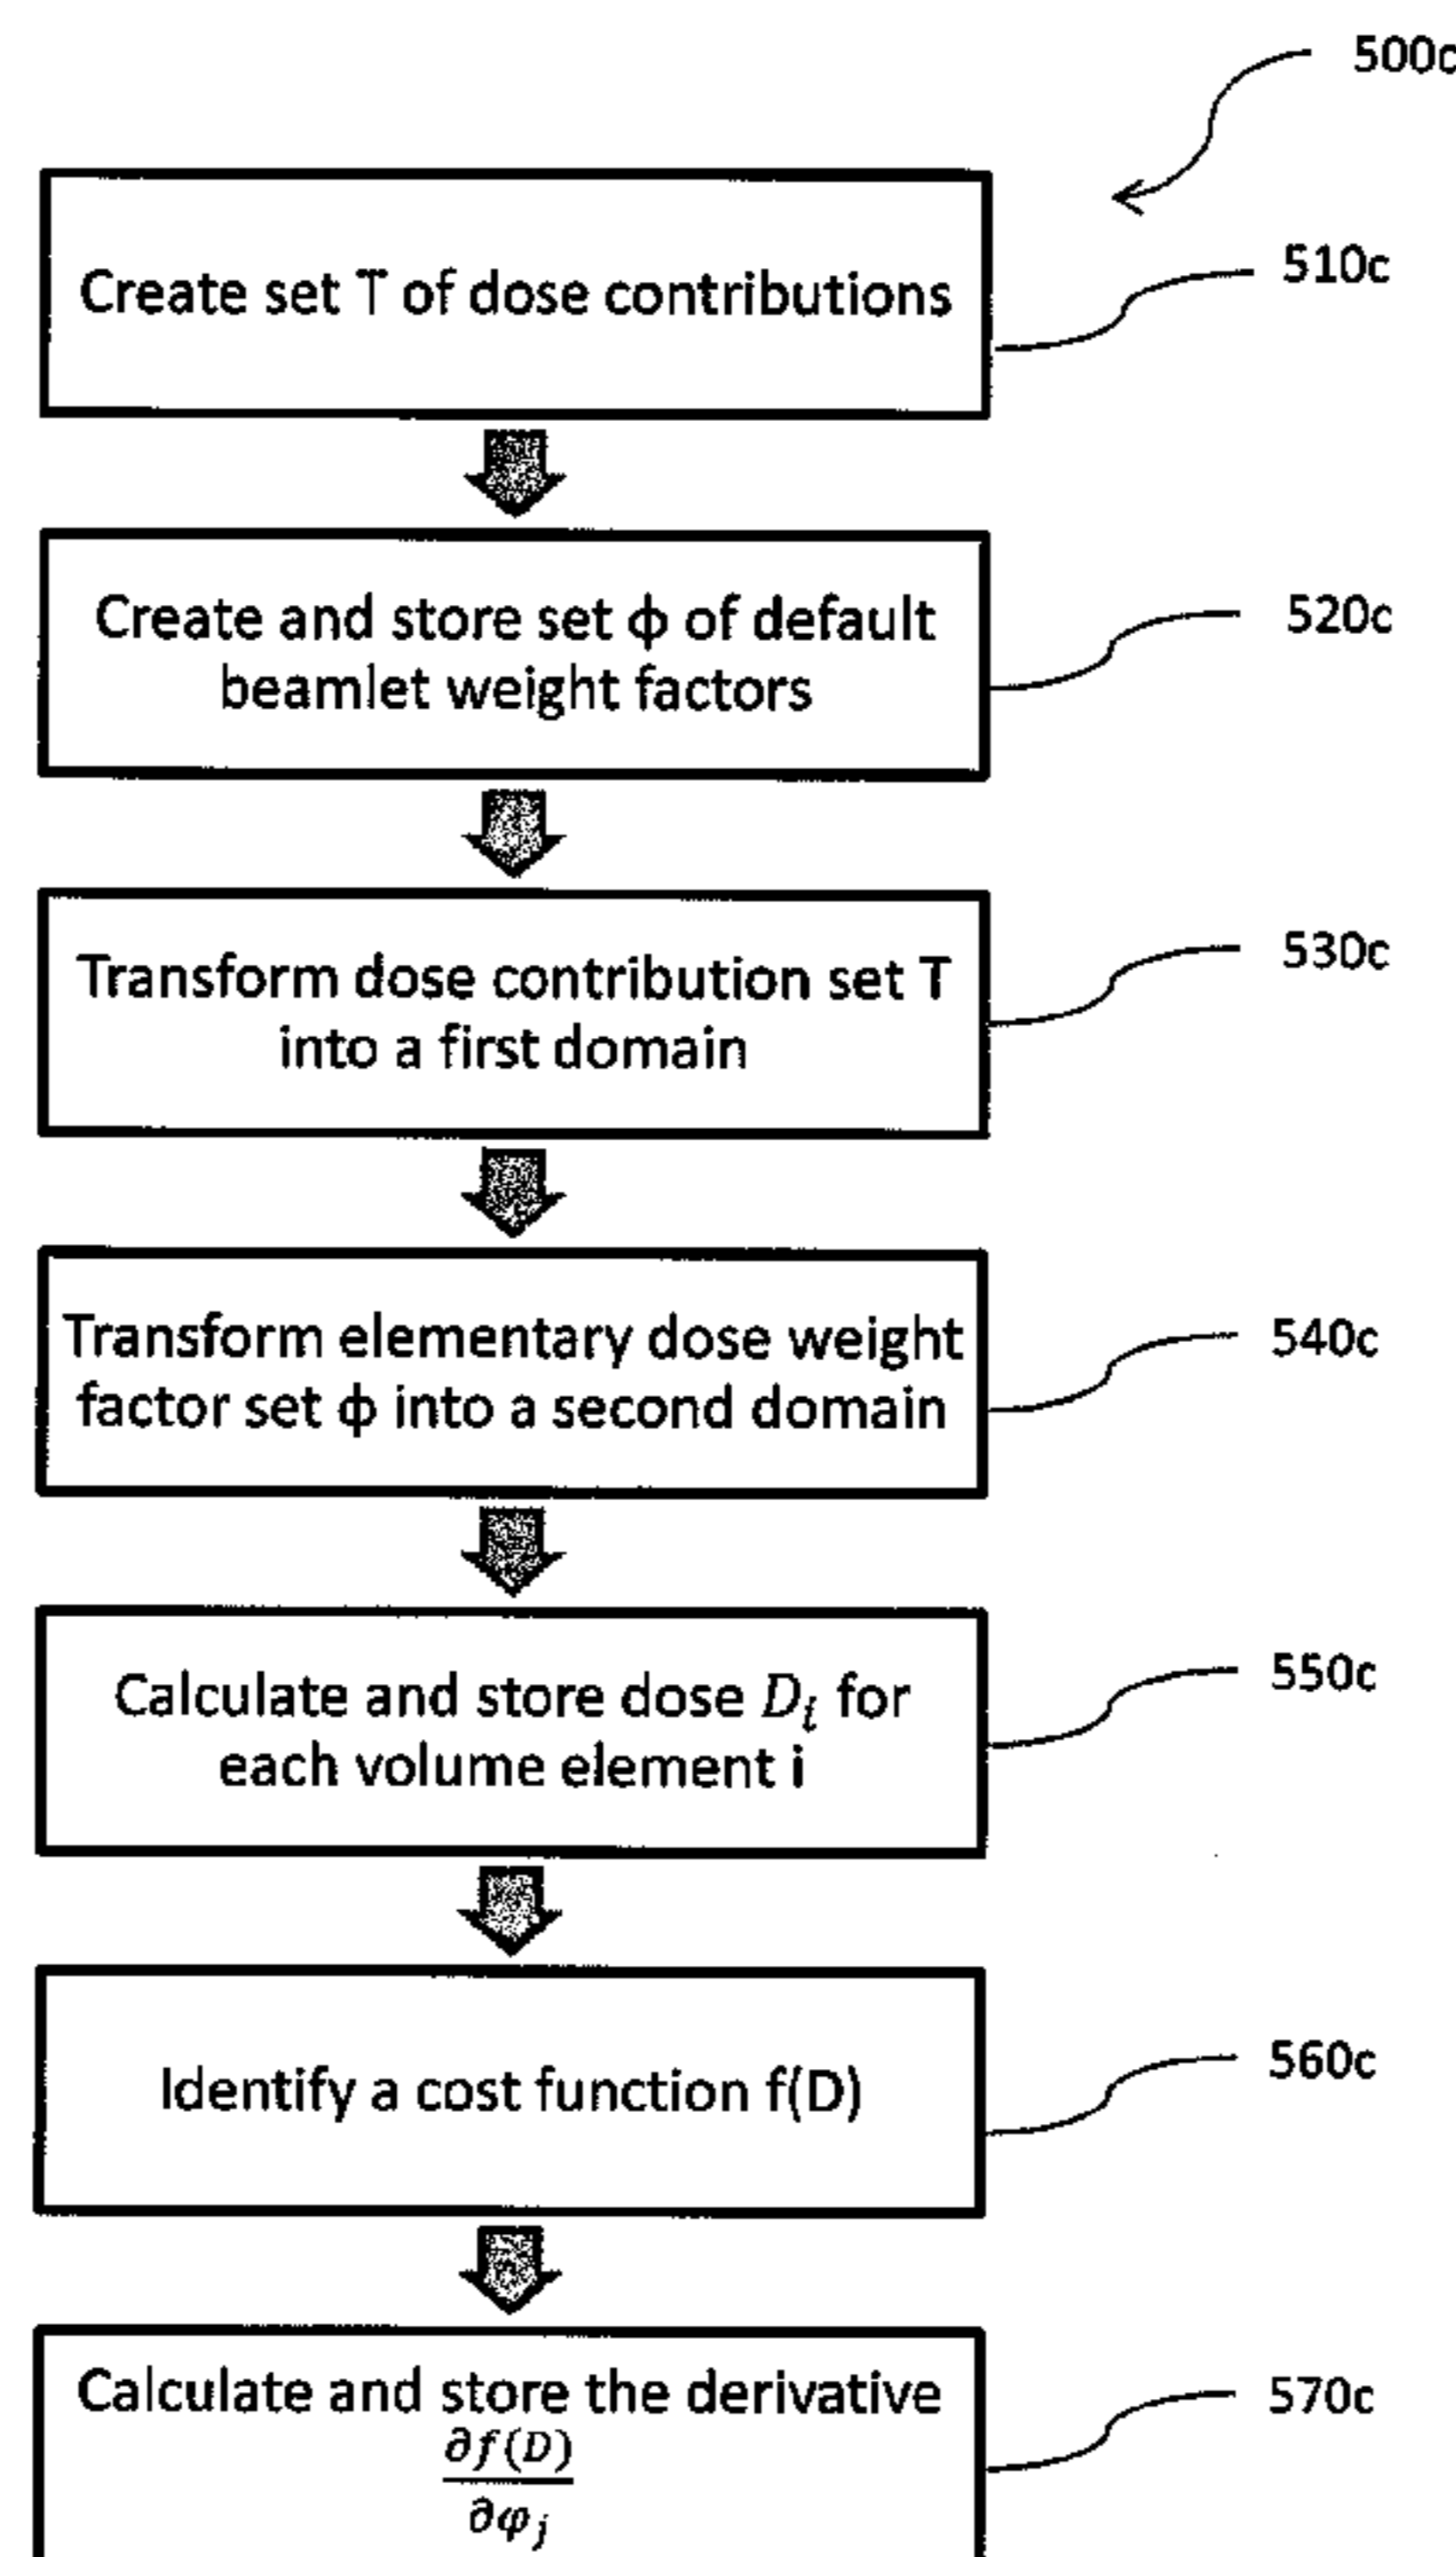 500c
Create set T of dose contributions
510c
Create and store set ϕ of default
beamlet weight factors
520c
Transform dose contribution set T
into a first domain
530c
Transform elementary dose weight
factor set ϕ into a second domain
540c
Calculate and store dose D_i for
each volume element i
550c
Identify a cost function f(D)
560c
Calculate and store the derivative
∂f(D)
∂φ_j
570c